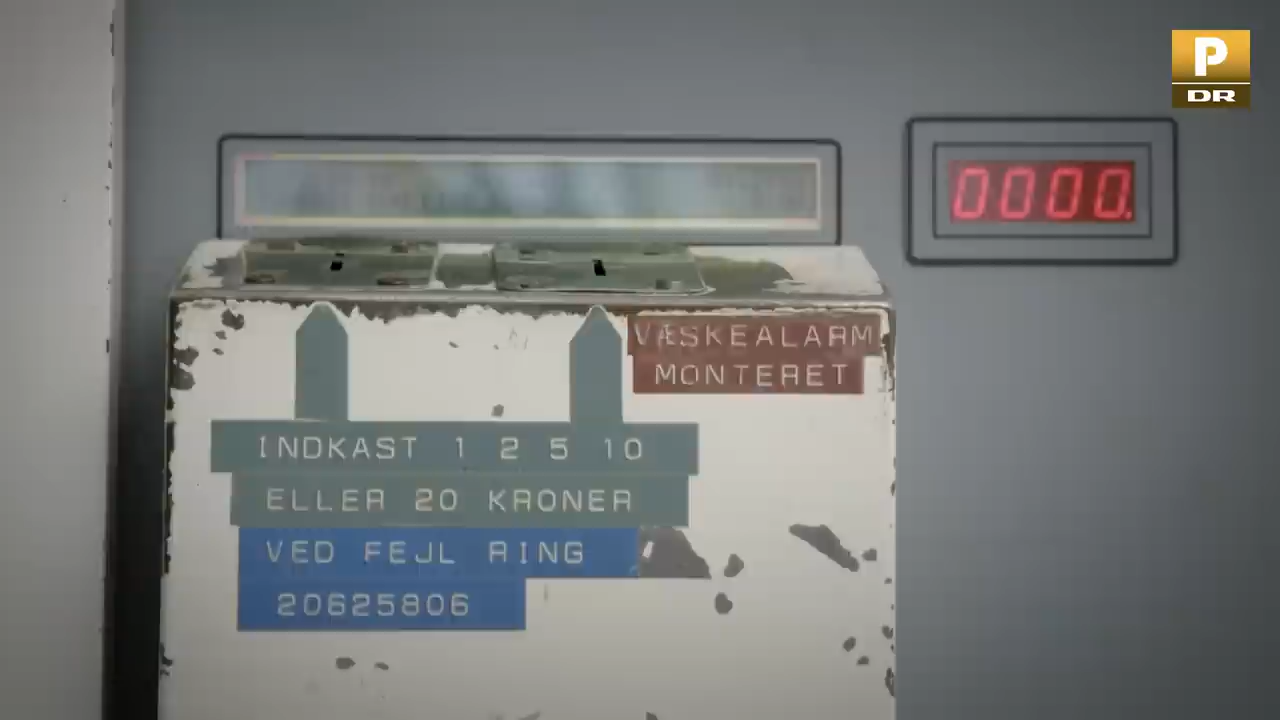 P
DR
0000.
VÆSKEALARM
MONTERET
INDKAST 1 2 5 10
ELLER 20 KRONER
VED FEJL RING
20625806